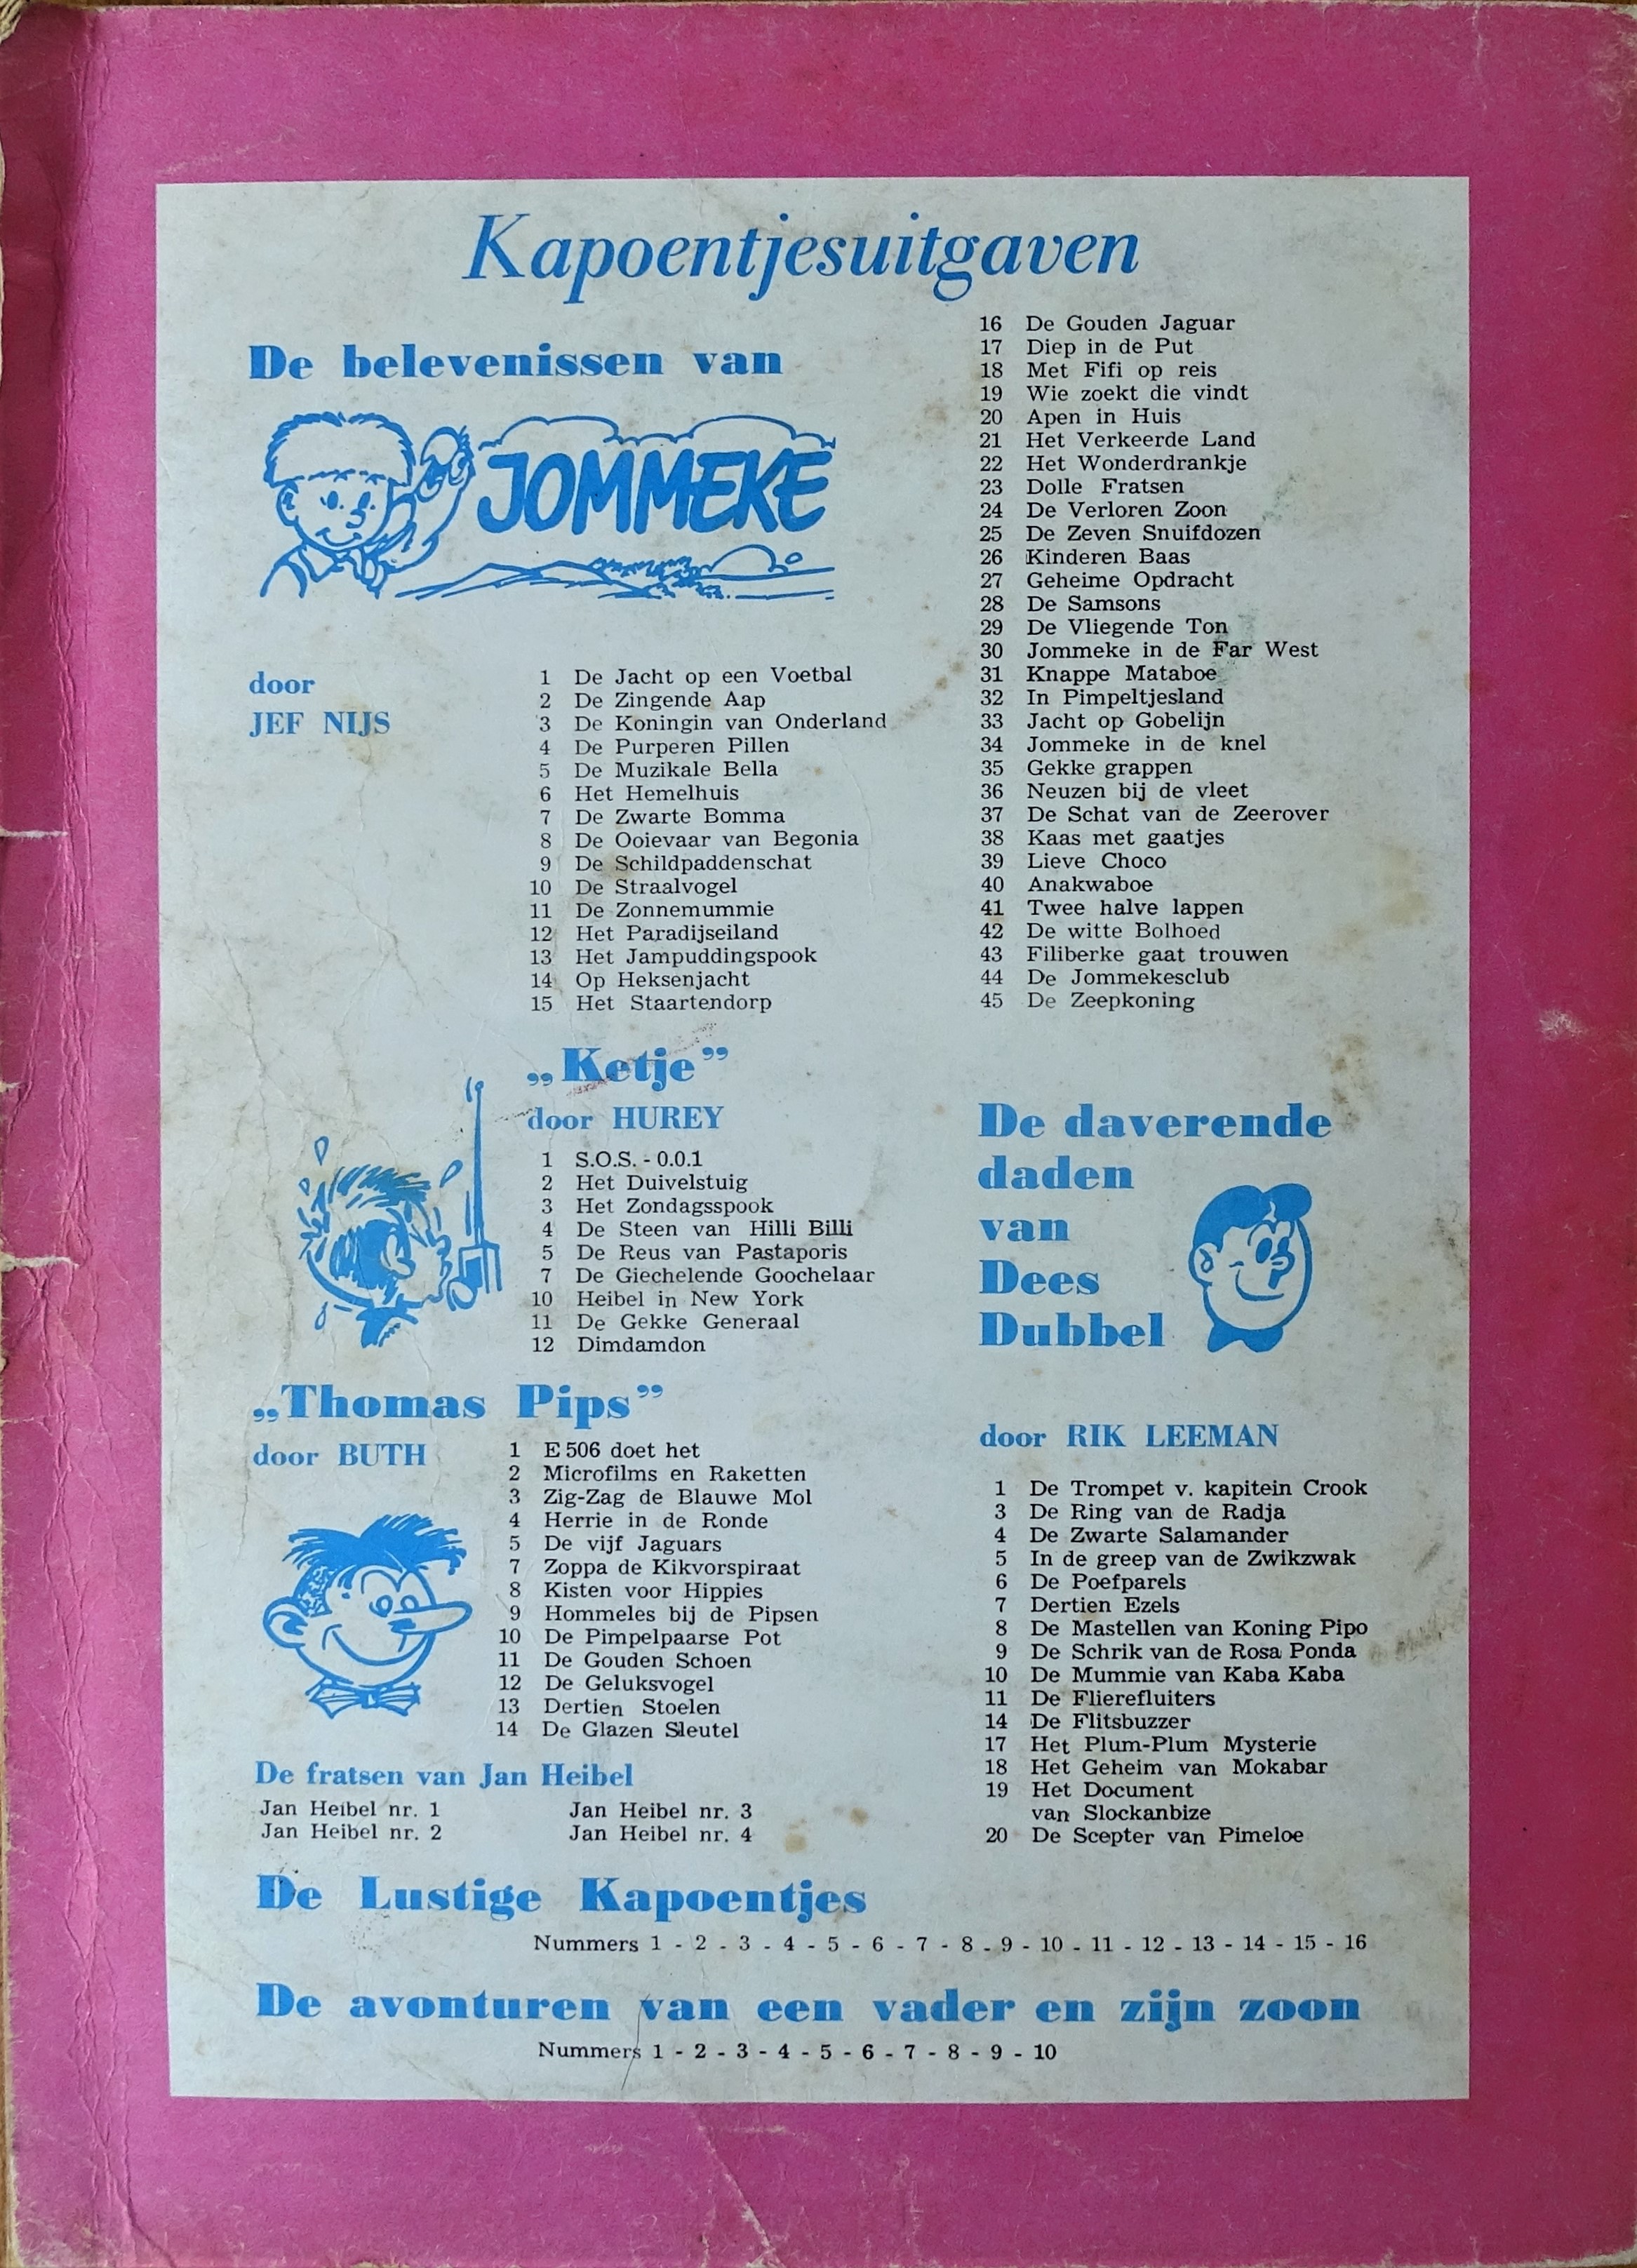 Kapoentjesuitgaven
De belevenissen van
JOMMEKE
door
JEF NIJS
1 De Jacht op een Voetbal
2 De Zingende Aap
3 De Koningin van Onderland
4 De Purperen Pillen
5 De Muzikale Bella
6 Het Hemelhuis
7 De Zwarte Bomma
8 De Ooievaar van Begonia
9 De Schildpaddenschat
10 De Straalvogel
11 De Zonnemummie
12 Het Paradijseiland
13 Het Jampuddingspook
14 Op Heksenjacht
15 Het Staartendorp
16 De Gouden Jaguar
17 Diep in de Put
18 Met Fifi op reis
19 Wie zoekt die vindt
20 Apen in Huis
21 Het Verkeerde Land
22 Het Wonderdrankje
23 Dolle Fratsen
24 De Verloren Zoon
25 De Zeven Snuifdozen
26 Kinderen Baas
27 Geheime Opdracht
28 De Samsons
29 De Vliegende Ton
30 Jommeke in de Far West
31 Knappe Mataboe
32 In Pimpeltjesland
33 Jacht op Gobelijn
34 Jommeke in de knel
35 Gekke grappen
36 Neuzen bij de vleet
37 De Schat van de Zeerover
38 Kaas met gaatjes
39 Lieve Choco
40 Anakwaboe
41 Twee halve lappen
42 De witte Bolhoed
43 Filiberke gaat trouwen
44 De Jommekesclub
45 De Zeepkoning
„Ketje”
door HUREY
1 S.O.S. - 0.0.1
2 Het Duivelstuig
3 Het Zondagsspook
4 De Steen van Hilli Billi
5 De Reus van Pastaporis
7 De Giechelende Goochelaar
10 Heibel in New York
11 De Gekke Generaal
12 Dimdamdon
„Thomas Pips”
door BUTH
1 E 506 doet het
2 Microfilms en Raketten
3 Zig-Zag de Blauwe Mol
4 Herrie in de Ronde
5 De vijf Jaguars
7 Zoppa de Kikvorspiraat
8 Kisten voor Hippies
9 Hommeles bij de Pipsen
10 De Pimpelpaarse Pot
11 De Gouden Schoen
12 De Geluksvogel
13 Dertien Stoelen
14 De Glazen Sleutel
De daverende
daden
van
Dees
Dubbel
door RIK LEEMAN
1 De Trompet v. kapitein Crook
3 De Ring van de Radja
4 De Zwarte Salamander
5 In de greep van de Zwikzwak
6 De Poefparels
7 Dertien Ezels
8 De Mastellen van Koning Pipo
9 De Schrik van de Rosa Ponda
10 De Mummie van Kaba Kaba
11 De Flierefluiters
14 De Flitsbuzzer
17 Het Plum-Plum Mysterie
18 Het Geheim van Mokabar
19 Het Document
van Slockanbize
20 De Scepter van Pimeloe
De fratsen van Jan Heibel
Jan Heibel nr. 1 Jan Heibel nr. 3
Jan Heibel nr. 2 Jan Heibel nr. 4
De Lustige Kapoentjes
Nummers 1 - 2 - 3 - 4 - 5 - 6 - 7 - 8 - 9 - 10 - 11 - 12 - 13 - 14 - 15 - 16
De avonturen van een vader en zijn zoon
Nummers 1 - 2 - 3 - 4 - 5 - 6 - 7 - 8 - 9 - 10